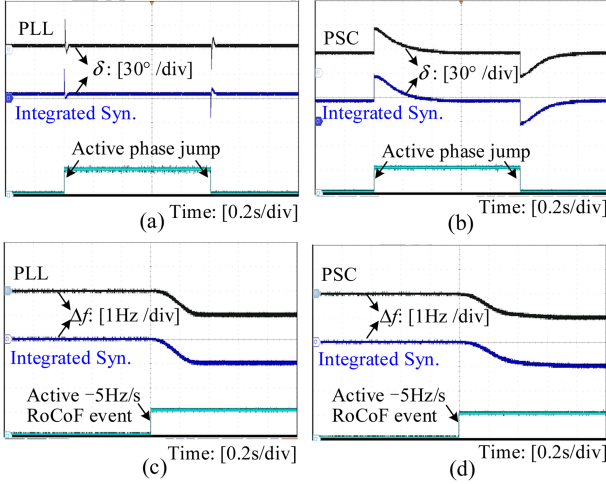 PLL
δ: [30° /div]
Integrated Syn.
Active phase jump
(a)
Time: [0.2s/div]
PSC
δ: [30° /div]
Integrated Syn.
Active phase jump
(b)
Time: [0.2s/div]
PLL
Δf: [1Hz /div]
Integrated Syn.
Active −5Hz/s
RoCoF event
(c)
Time: [0.2s/div]
PSC
Δf: [1Hz /div]
Integrated Syn.
Active −5Hz/s
RoCoF event
(d)
Time: [0.2s/div]